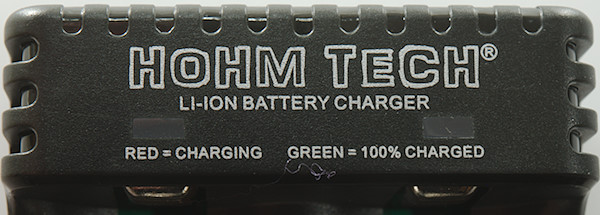 HOHM TECH®
LI-ION BATTERY CHARGER
RED = CHARGING GREEN = 100% CHARGED